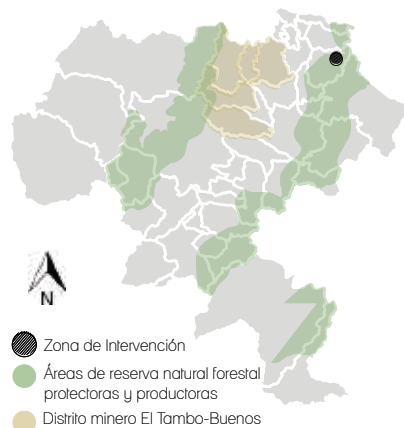 N
Zona de Intervención
Áreas de reserva natural forestal
protectoras y productoras
Distrito minero El Tambo-Buenos